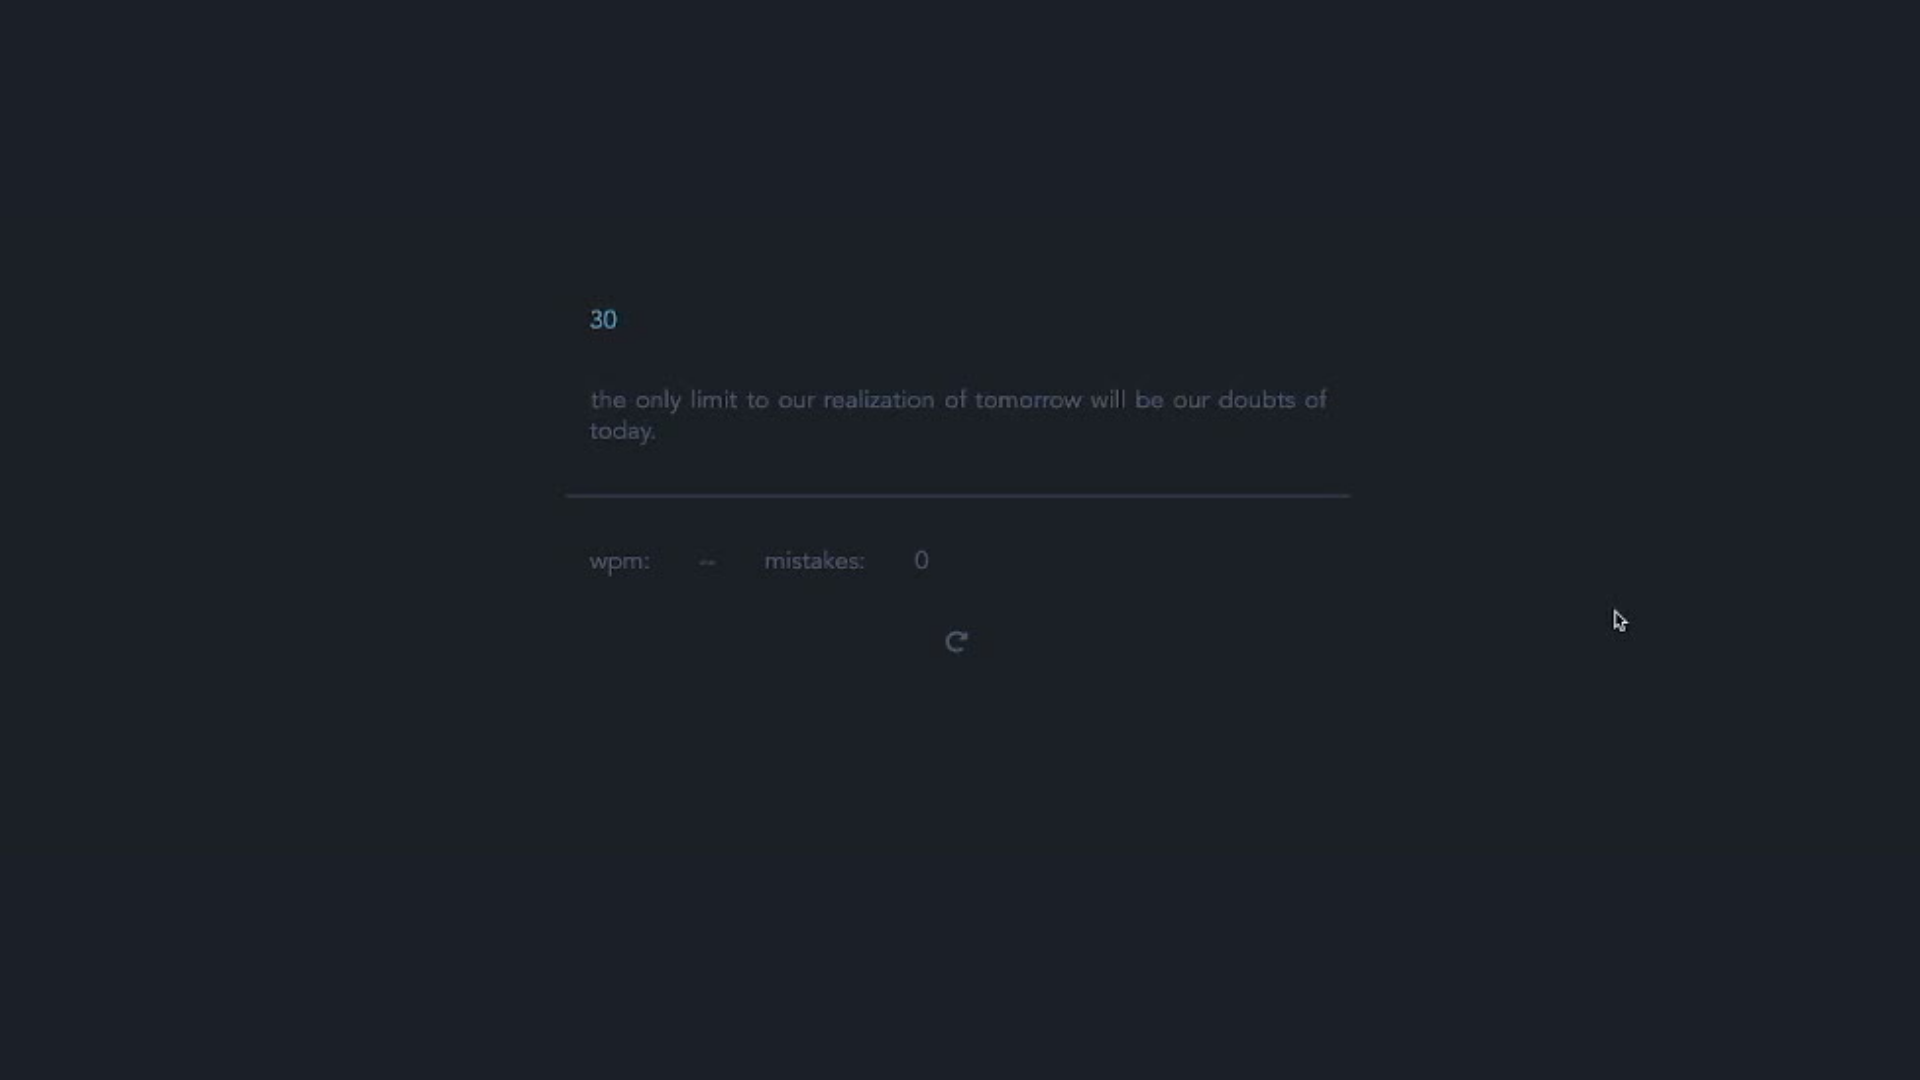 30
the only limit to our realization of tomorrow will be our doubts of
today.
wpm: -- mistakes: 0